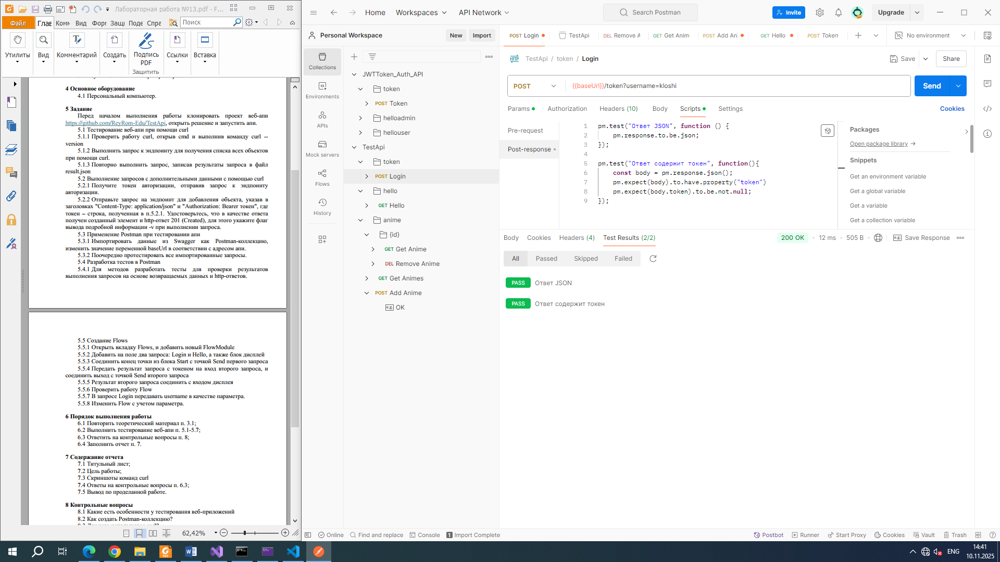 Лабораторная работа №13.pdf - F...
Файл
Глав
Комм
Вид
Форм
Защи
Поде
Спра
Поиск
Утилиты
Вид
Комментарий
Создать
Подпись
PDF
Ссылки
Вставка
Защитить
4 Основное оборудование
4.1 Персональный компьютер.
5 Задание
Перед началом выполнения работы клонировать проект веб-апи
https://github.com/ReyRom-Edu/TestApi, открыть решение и запустить апи.
5.1 Тестирование веб-апи при помощи curl
5.1.1 Проверить работу curl, открыв cmd и выполнив команду curl --
version
5.1.2 Выполнить запрос к эндпоинту для получения списка всех объектов
при помощи curl.
5.1.3 Повторно выполнить запрос, записав результаты запроса в файл
result.json
5.2 Выполнение запросов с дополнительными данными с помощью curl
5.2.1 Получите токен авторизации, отправив запрос к эндпоинту
авторизации.
5.2.2 Отправьте запрос на эндпоинт для добавления объекта, указав в
заголовках "Content-Type: application/json" и "Authorization: Bearer токен", где
токен – строка, полученная в п.5.2.1. Удостоверьтесь, что в качестве ответа
получен созданный элемент и http-ответ 201 (Created), для этого укажите флаг
вывода подробной информации -v при выполнении запроса.
5.3 Применение Postman при тестировании апи
5.3.1 Импортировать данные из Swagger как Postman-коллекцию,
изменить значение переменной baseUrl в соответствии с адресом апи.
5.3.2 Поочередно протестировать все импортированные запросы.
5.4 Разработка тестов в Postman
5.4.1 Для методов разработать тесты для проверки результатов
выполнения запросов на основе возвращаемых данных и http-ответов.
5.5 Создание Flows
5.5.1 Открыть вкладку Flows, и добавить новый FlowModule
5.5.2 Добавить на поле два запроса: Login и Hello, а также блок дисплей
5.5.3 Соединить конец точки из блока Start с точкой Send первого запроса
5.5.4 Передать результат запроса с токеном на вход второго запроса, и
соединить выход с точкой Send второго запроса
5.5.5 Результат второго запроса соединить с входом дисплея
5.5.6 Проверить работу Flow
5.5.7 В запросе Login передавать username в качестве параметра.
5.5.8 Изменить Flow с учетом параметра.
6 Порядок выполнения работы
6.1 Повторить теоретический материал п. 3.1;
6.2 Выполнить тестирование веб-апи п. 5.1-5.7;
6.3 Ответить на контрольные вопросы п. 8;
6.4 Заполнить отчет п. 7.
7 Содержание отчета
7.1 Титульный лист;
7.2 Цель работы;
7.3 Скриншоты команд curl
7.4 Ответы на контрольные вопросы п. 6.3;
7.5 Вывод по проделанной работе.
8 Контрольные вопросы
8.1 Какие есть особенности у тестирования веб-приложений
8.2 Как создать Postman-коллекцию?
62,42%
Home
Workspaces
API Network
Search Postman
Invite
Upgrade
Personal Workspace
New
Import
Collections
Environments
APIs
Mock servers
Flows
History
JWTToken_Auth_API
token
POST Token
helloadmin
hellouser
TestApi
token
POST Login
hello
GET Hello
anime
{id}
GET Get Anime
DEL Remove Anime
GET Get Animes
POST Add Anime
e.g. OK
POST Login
TestApi
DEL Remove A
GET Get Anim
POST Add An
GET Hello
POST Token
No environment
HTTP
TestApi / token / Login
Save
Share
POST
{{baseUrl}}/token?username=kloshi
Send
Params
Authorization
Headers (10)
Body
Scripts
Settings
Cookies
Pre-request
Post-response
1 pm.test("Ответ JSON", function () {
2 pm.response.to.be.json;
3 });
4
5 pm.test("Ответ содержит токен", function(){
6 const body = pm.response.json();
7 pm.expect(body).to.have.property("token")
8 pm.expect(body.token).to.be.not.null;
9 });
Packages
Open package library →
Snippets
Get an environment variable
Get a global variable
Get a variable
Get a collection variable
Body
Cookies
Headers (4)
Test Results (2/2)
200 OK
12 ms
505 B
e.g. Save Response
All
Passed
Skipped
Failed
PASS Ответ JSON
PASS Ответ содержит токен
Online
Find and replace
Console
1 Import Complete
Postbot
Runner
Start Proxy
Cookies
Vault
Trash
ENG
14:41
10.11.2025